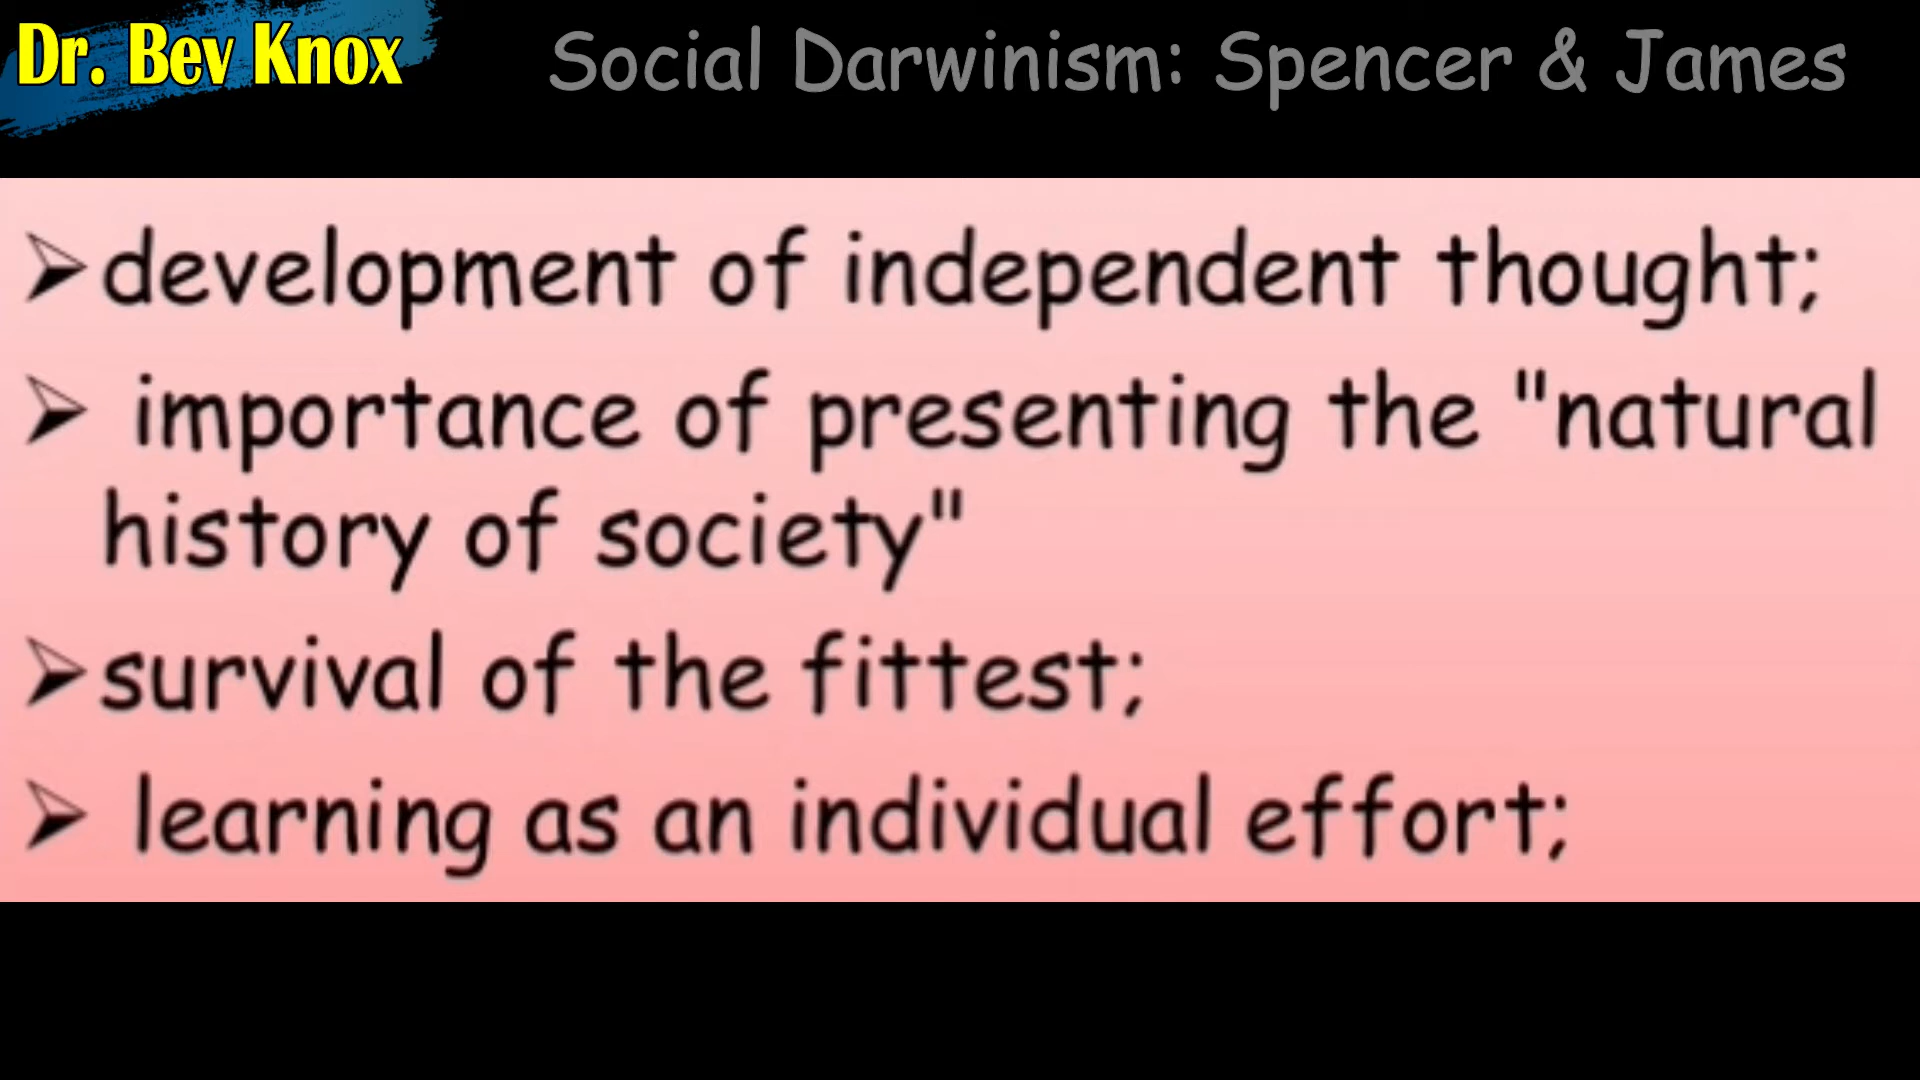 Dr. Bev Knox
Social Darwinism: Spencer & James
➢development of independent thought;
➢ importance of presenting the "natural
history of society"
➢survival of the fittest;
➢ learning as an individual effort;